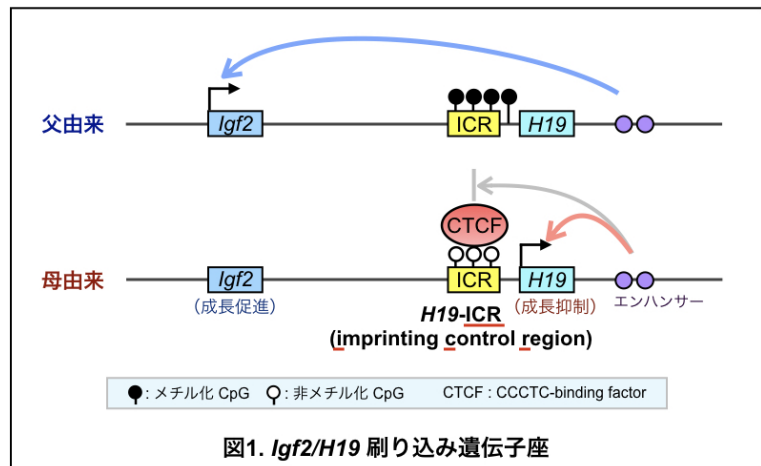 父由来
Igf2
ICR
H19
CTCF
母由来
Igf2
ICR
H19
(成長促進)
(成長抑制)
エンハンサー
H19-ICR
(imprinting control region)
: メチル化 CpG
: 非メチル化 CpG
CTCF : CCCTC-binding factor
図1. Igf2/H19 刷り込み遺伝子座